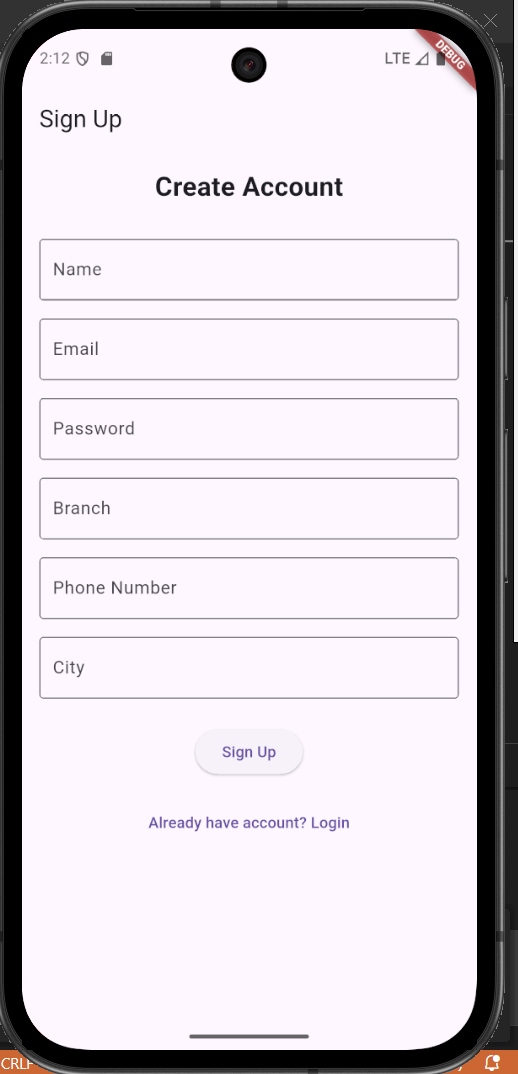 2:12
LTE
DEBUG
Sign Up
Create Account
Name
Email
Password
Branch
Phone Number
City
Sign Up
Already have account? Login
CRLF